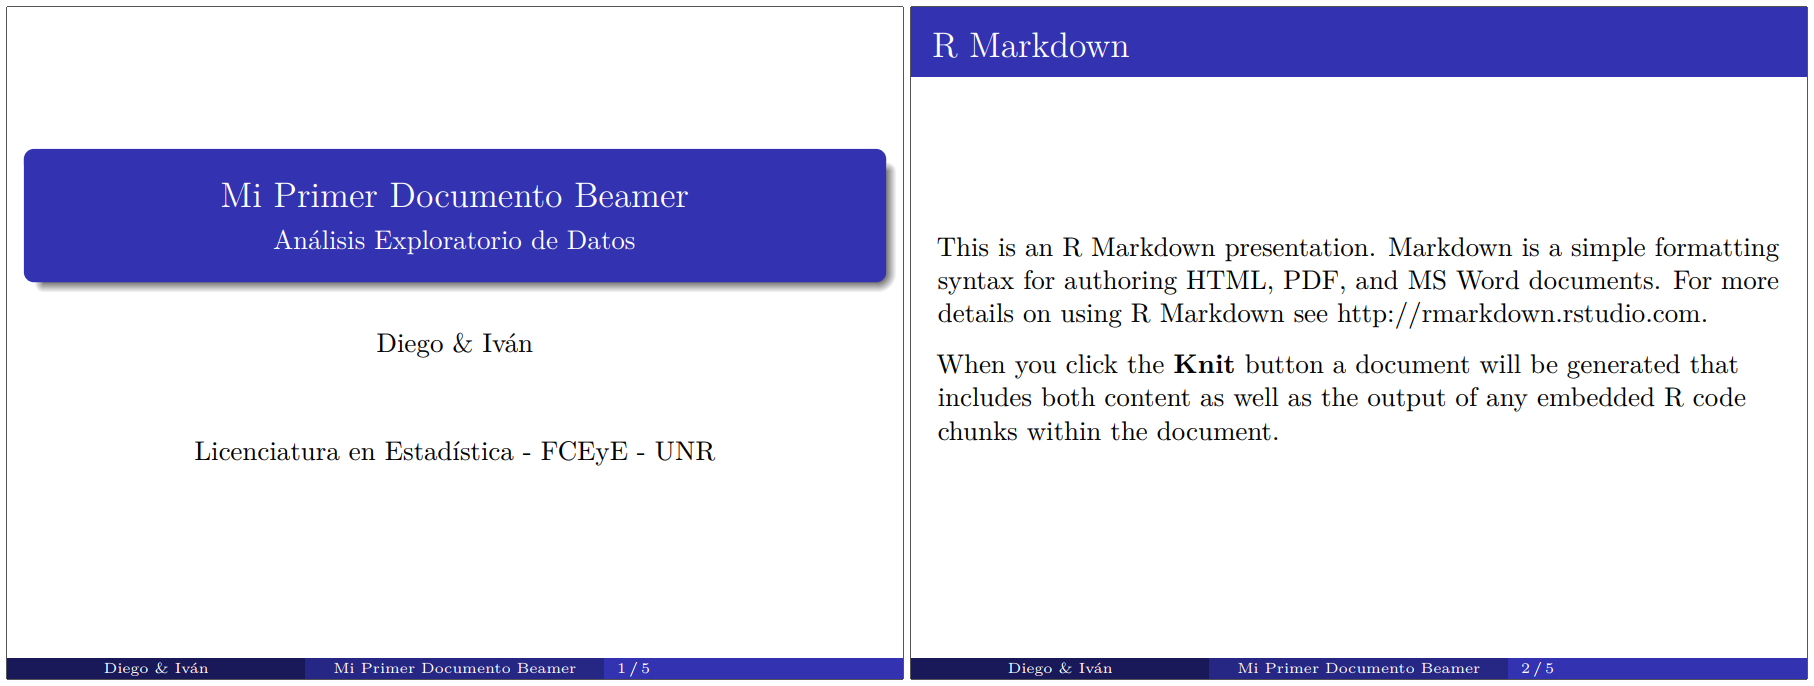 Mi Primer Documento Beamer
Análisis Exploratorio de Datos
Diego & Iván
Licenciatura en Estadística - FCEyE - UNR
Diego & Iván Mi Primer Documento Beamer 1 / 5
R Markdown
This is an R Markdown presentation. Markdown is a simple formatting
syntax for authoring HTML, PDF, and MS Word documents. For more
details on using R Markdown see http://rmarkdown.rstudio.com.
When you click the Knit button a document will be generated that
includes both content as well as the output of any embedded R code
chunks within the document.
Diego & Iván Mi Primer Documento Beamer 2 / 5